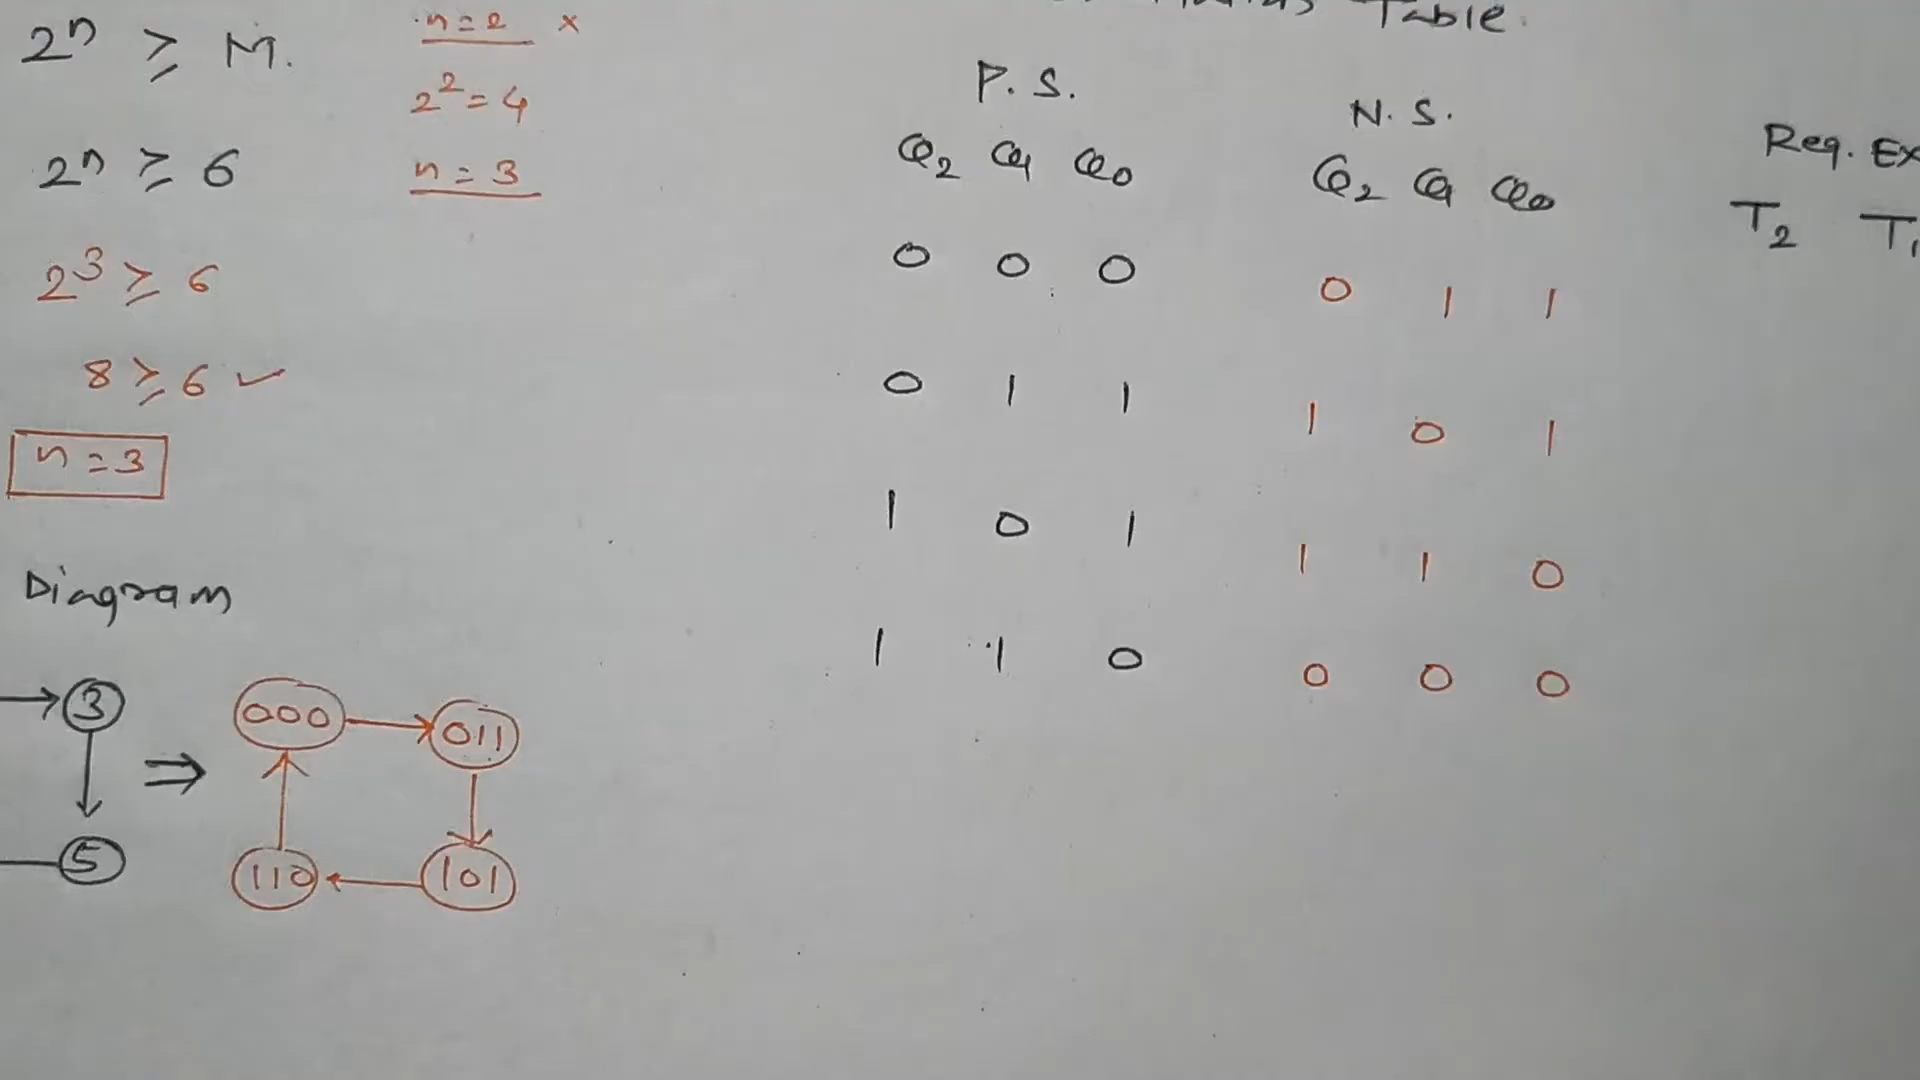 2ⁿ ≥ M.
2ⁿ ≥ 6
2³ ≥ 6
8 ≥ 6 ✓
n = 3
n = 2 ×
2² = 4
n = 3
Diagram
3
5
⇒
000 → 011
110 ← 101
Table.
P. S.
Q₂ Q₁ Q₀
0 0 0
0 1 1
1 0 1
1 1 0
N. S.
Q₂ Q₁ Q₀
0 1 1
1 0 1
1 1 0
0 0 0
Req. Ex
T₂ T₁